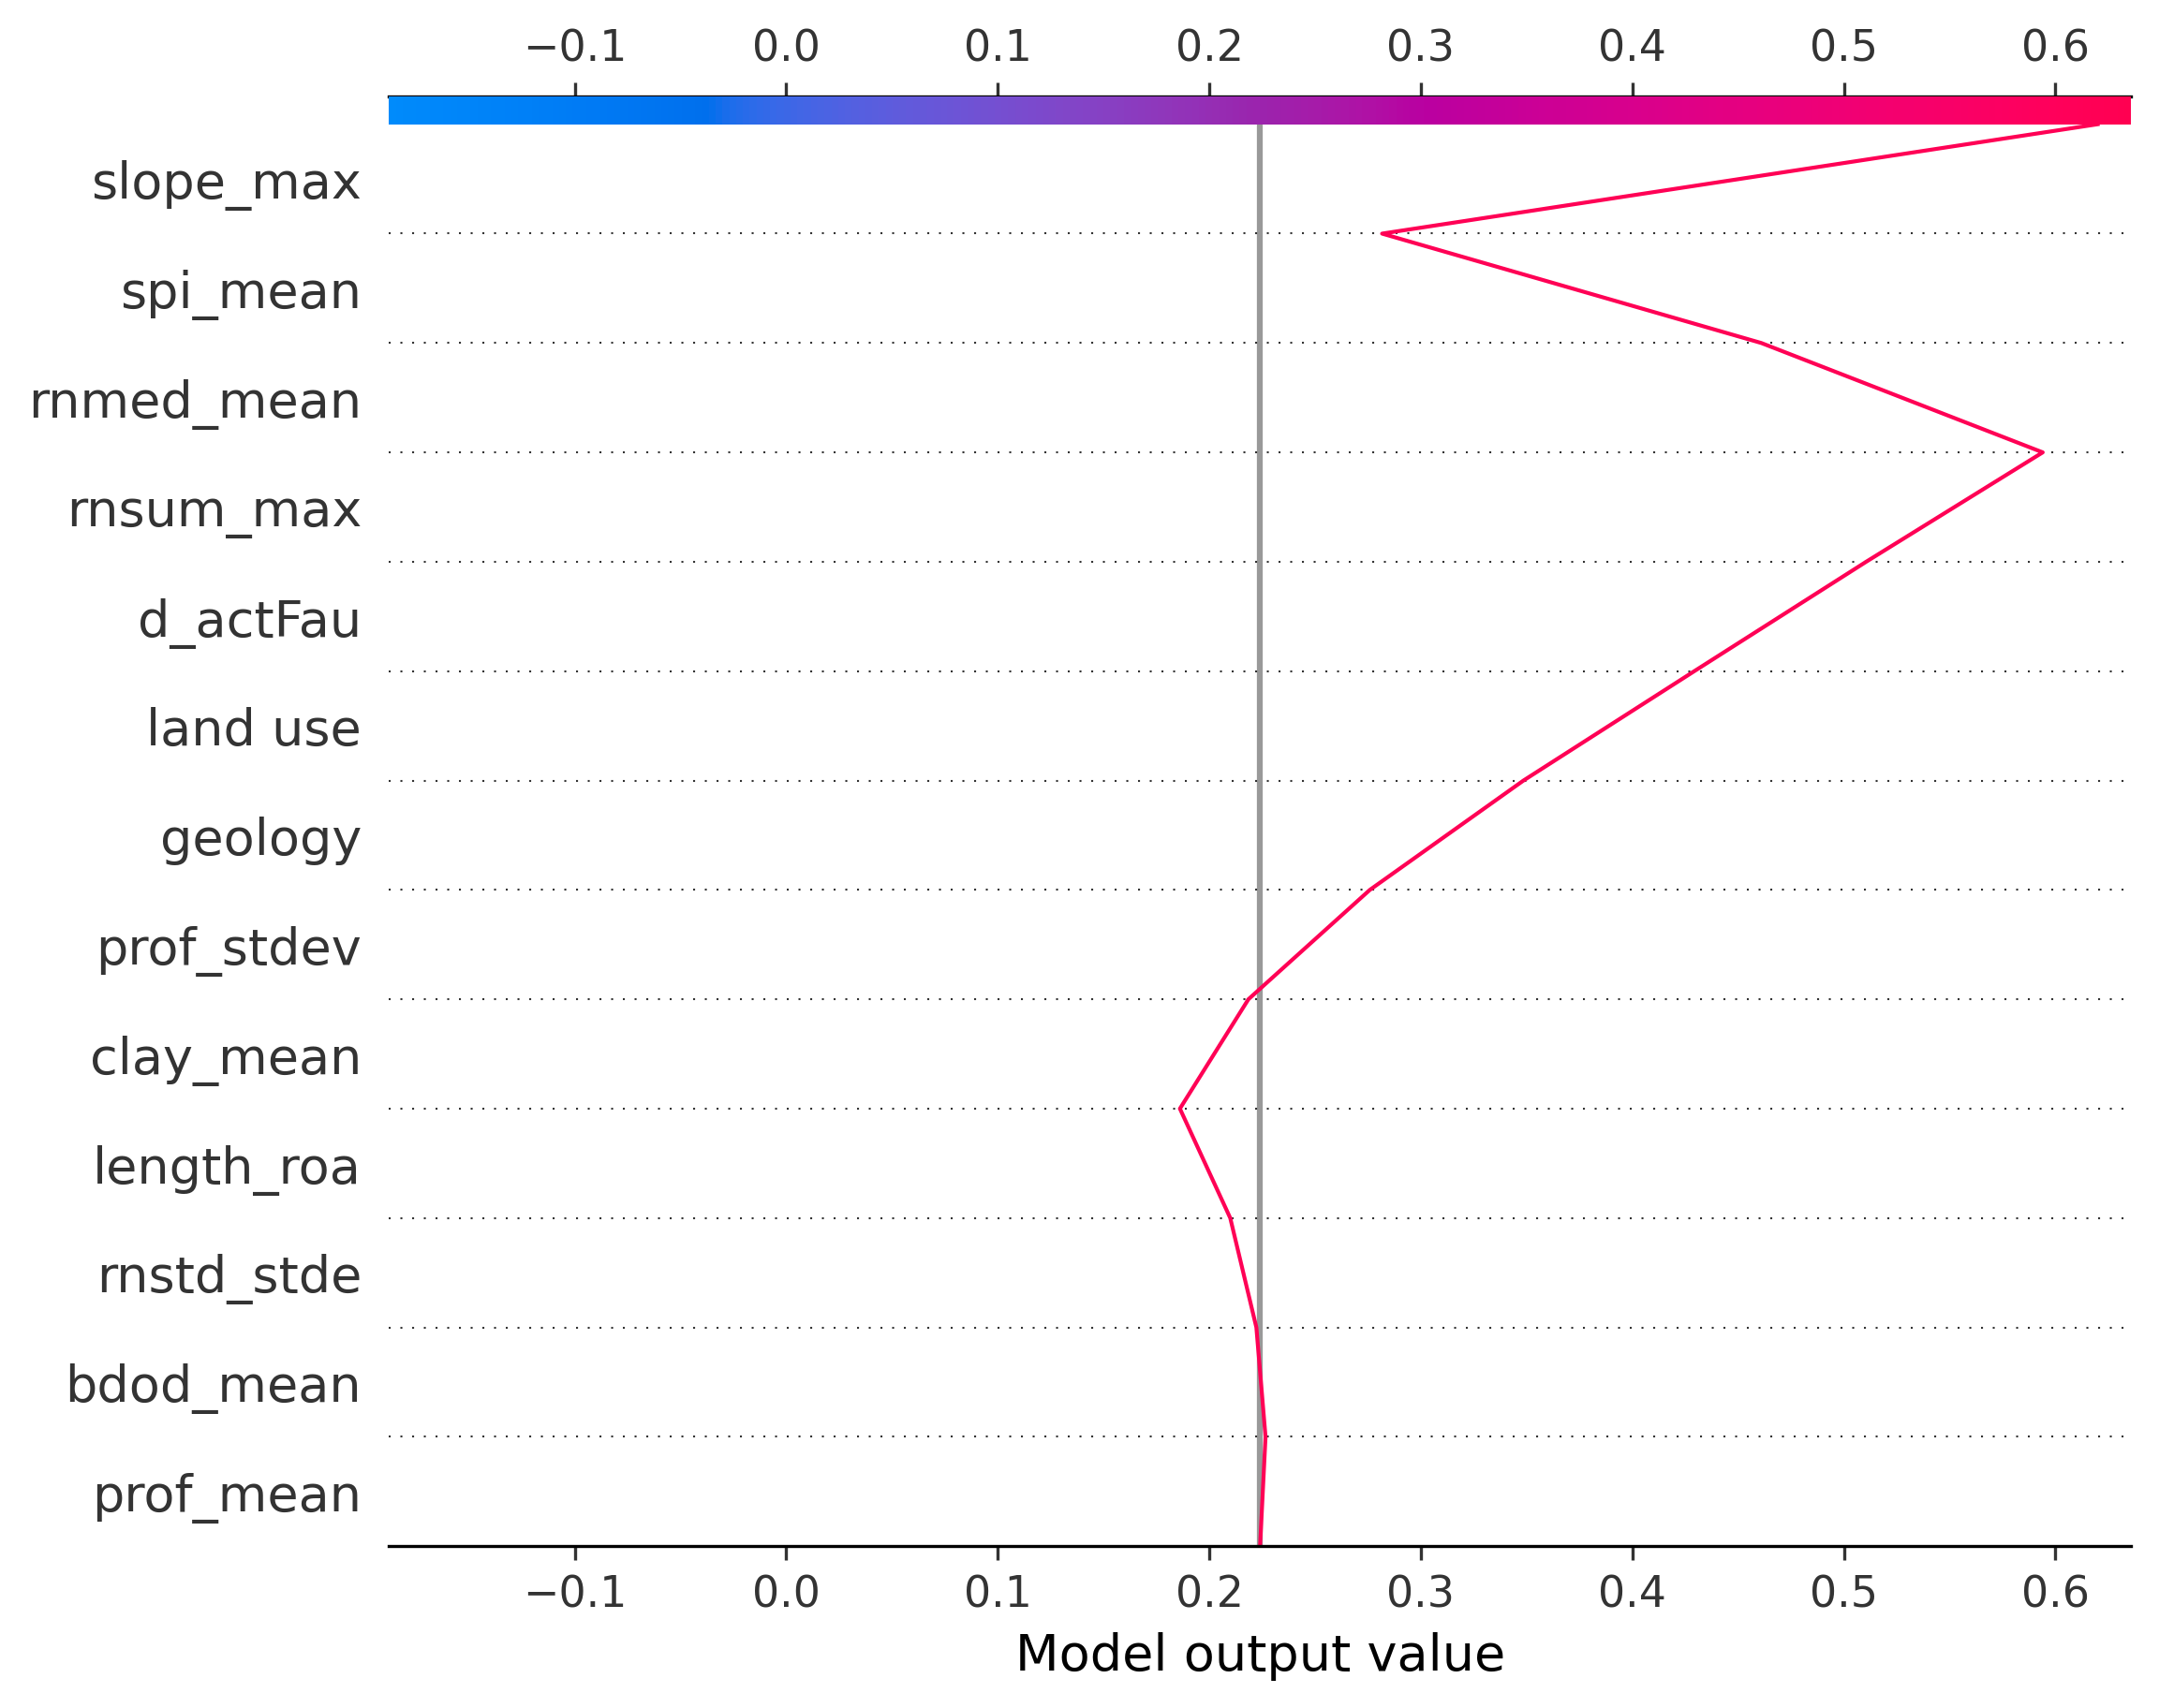 −0.1 0.0 0.1 0.2 0.3 0.4 0.5 0.6
slope_max
spi_mean
rnmed_mean
rnsum_max
d_actFau
land use
geology
prof_stdev
clay_mean
length_roa
rnstd_stde
bdod_mean
prof_mean
−0.1 0.0 0.1 0.2 0.3 0.4 0.5 0.6
Model output value